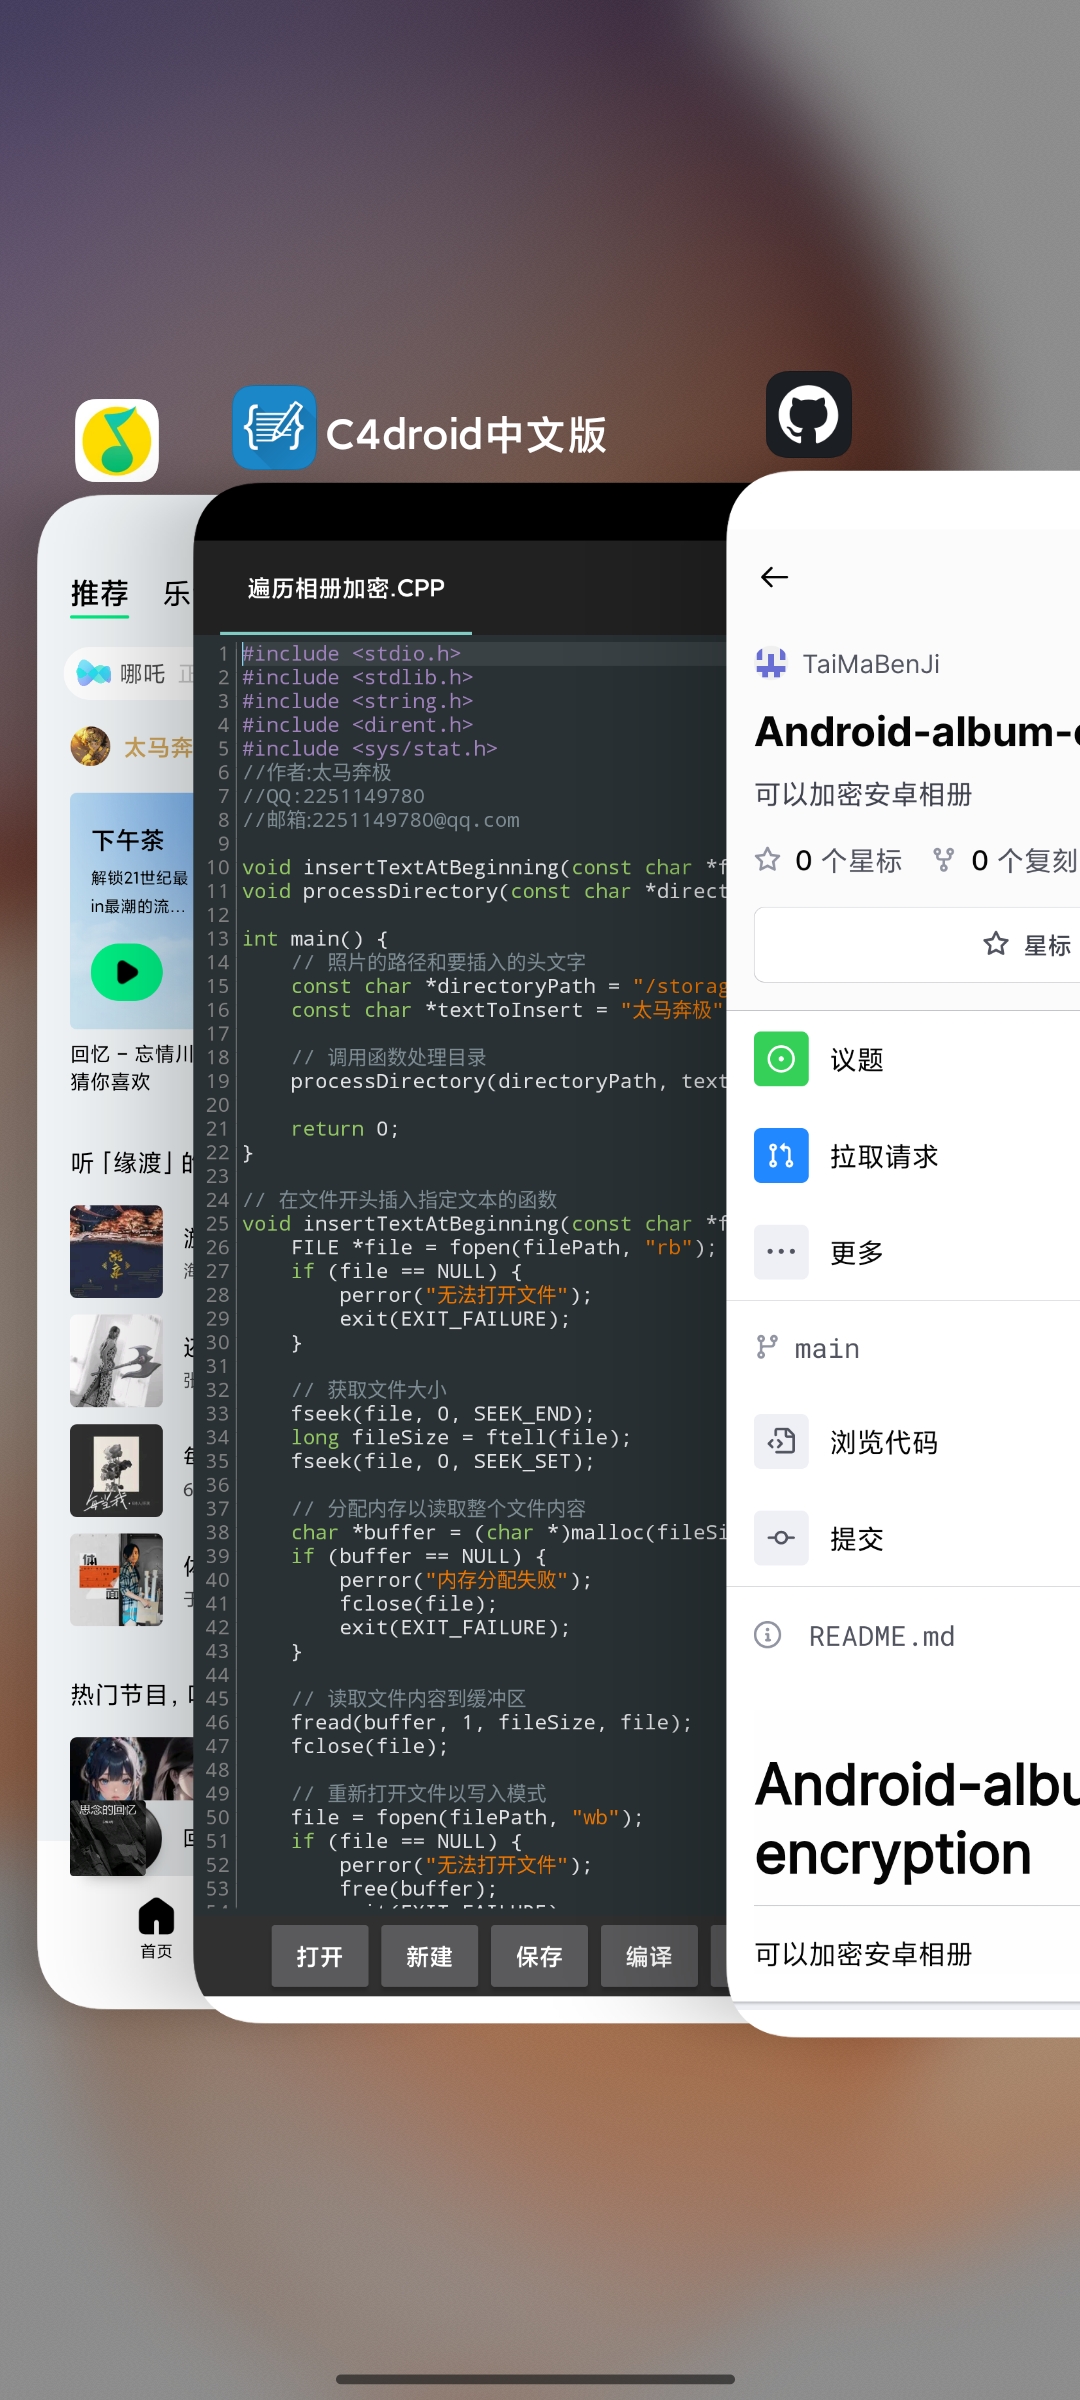 C4droid中文版
推荐 乐
哪吒 正
太马奔
下午茶
解锁21世纪最
in最潮的流...
回忆 - 忘情川
猜你喜欢
听「缘渡」的
每当我
思念的回忆
热门节目,
首页
遍历相册加密.CPP
1 #include <stdio.h>
2 #include <stdlib.h>
3 #include <string.h>
4 #include <dirent.h>
5 #include <sys/stat.h>
6 //作者:太马奔极
7 //QQ:2251149780
8 //邮箱:2251149780@qq.com
9
10 void insertTextAtBeginning(const char *f
11 void processDirectory(const char *direct
12
13 int main() {
14 // 照片的路径和要插入的头文字
15 const char *directoryPath = "/storag
16 const char *textToInsert = "太马奔极"
17
18 // 调用函数处理目录
19 processDirectory(directoryPath, text
20
21 return 0;
22 }
23
24 // 在文件开头插入指定文本的函数
25 void insertTextAtBeginning(const char *f
26 FILE *file = fopen(filePath, "rb");
27 if (file == NULL) {
28 perror("无法打开文件");
29 exit(EXIT_FAILURE);
30 }
31
32 // 获取文件大小
33 fseek(file, 0, SEEK_END);
34 long fileSize = ftell(file);
35 fseek(file, 0, SEEK_SET);
36
37 // 分配内存以读取整个文件内容
38 char *buffer = (char *)malloc(fileSi
39 if (buffer == NULL) {
40 perror("内存分配失败");
41 fclose(file);
42 exit(EXIT_FAILURE);
43 }
44
45 // 读取文件内容到缓冲区
46 fread(buffer, 1, fileSize, file);
47 fclose(file);
48
49 // 重新打开文件以写入模式
50 file = fopen(filePath, "wb");
51 if (file == NULL) {
52 perror("无法打开文件");
53 free(buffer);
打开 新建 保存 编译
TaiMaBenJi
Android-album-
可以加密安卓相册
0 个星标 0 个复刻
星标
议题
拉取请求
更多
main
浏览代码
提交
README.md
Android-albu
encryption
可以加密安卓相册